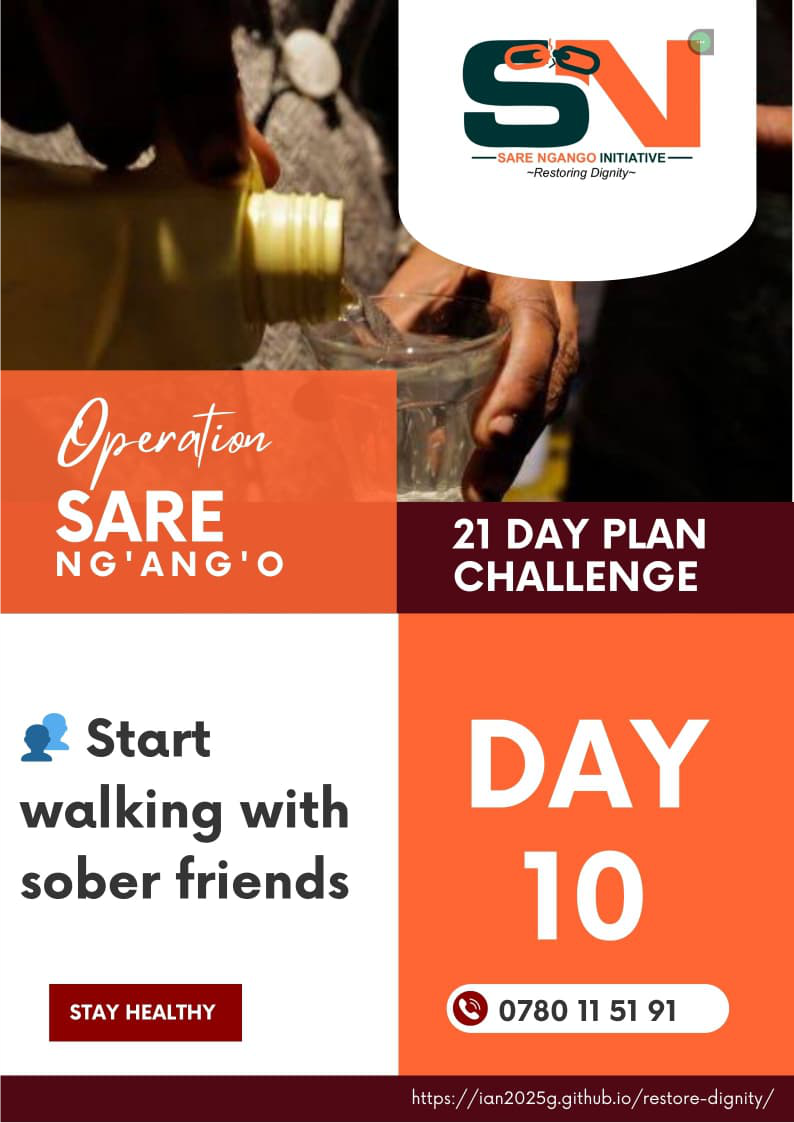 SN
SARE NGANGO INITIATIVE
~Restoring Dignity~
Operation
SARE
NG'ANG'O
21 DAY PLAN
CHALLENGE
👥 Start
walking with
sober friends
DAY
10
STAY HEALTHY
0780 11 51 91
https://ian2025g.github.io/restore-dignity/